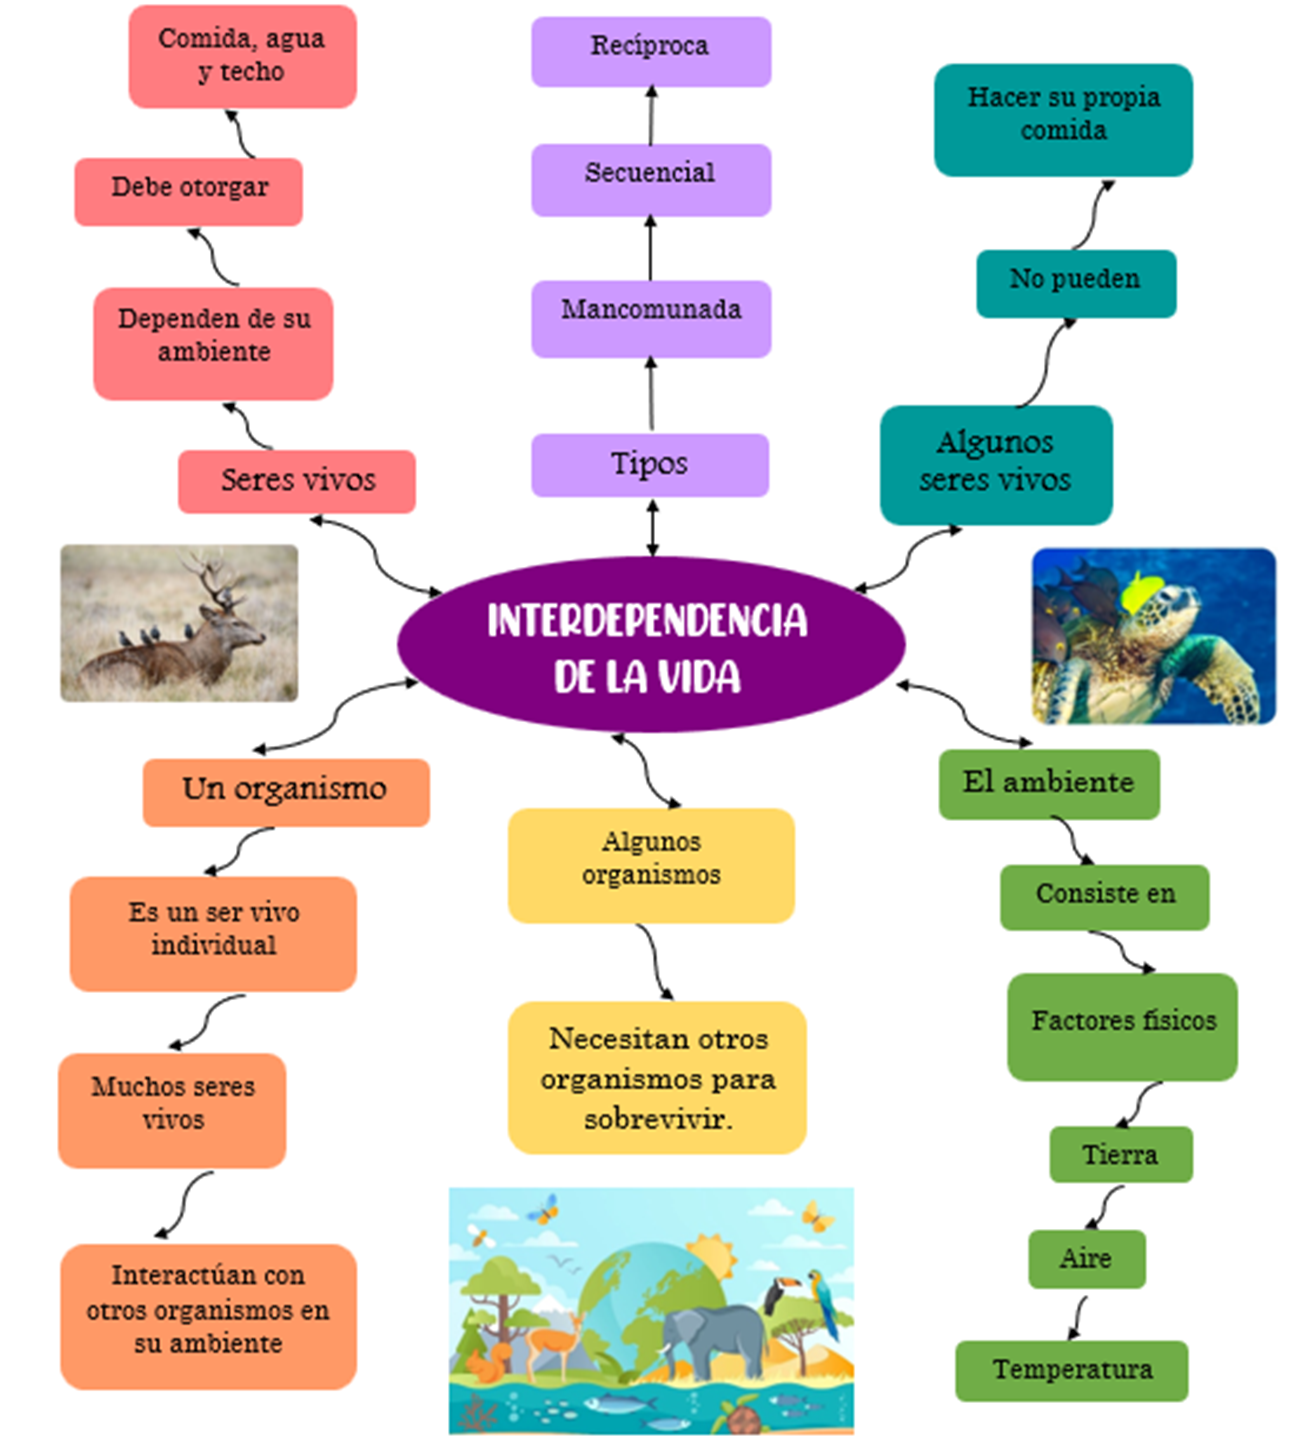 Comida, agua
y techo
Debe otorgar
Dependen de su
ambiente
Seres vivos
Recíproca
Secuencial
Mancomunada
Tipos
Hacer su propia
comida
No pueden
Algunos
seres vivos
INTERDEPENDENCIA
DE LA VIDA
Un organismo
Es un ser vivo
individual
Muchos seres
vivos
Interactúan con
otros organismos en
su ambiente
Algunos
organismos
Necesitan otros
organismos para
sobrevivir.
El ambiente
Consiste en
Factores físicos
Tierra
Aire
Temperatura